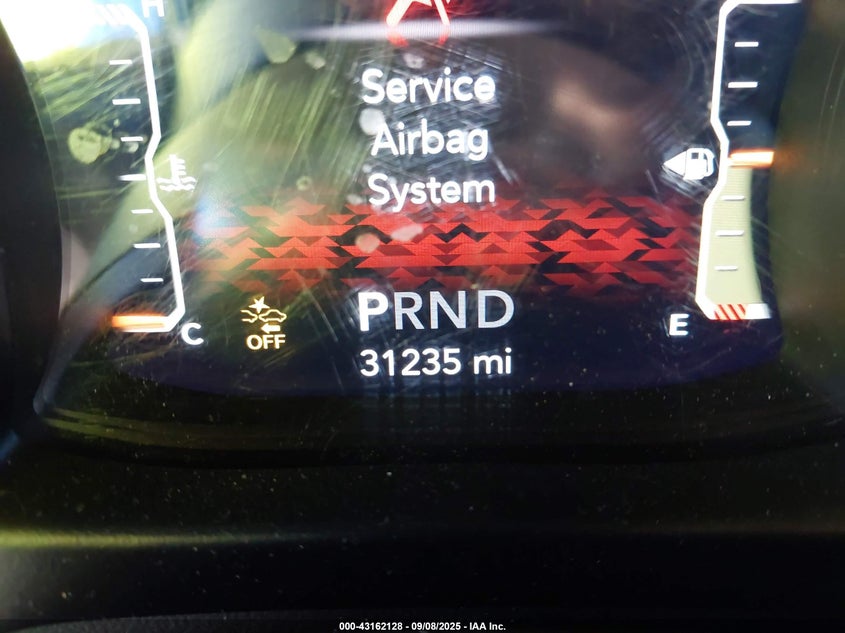 H
Service
Airbag
System
PRND
C
OFF
E
31235 mi
000-43162128 - 09/08/2025 - IAA Inc.